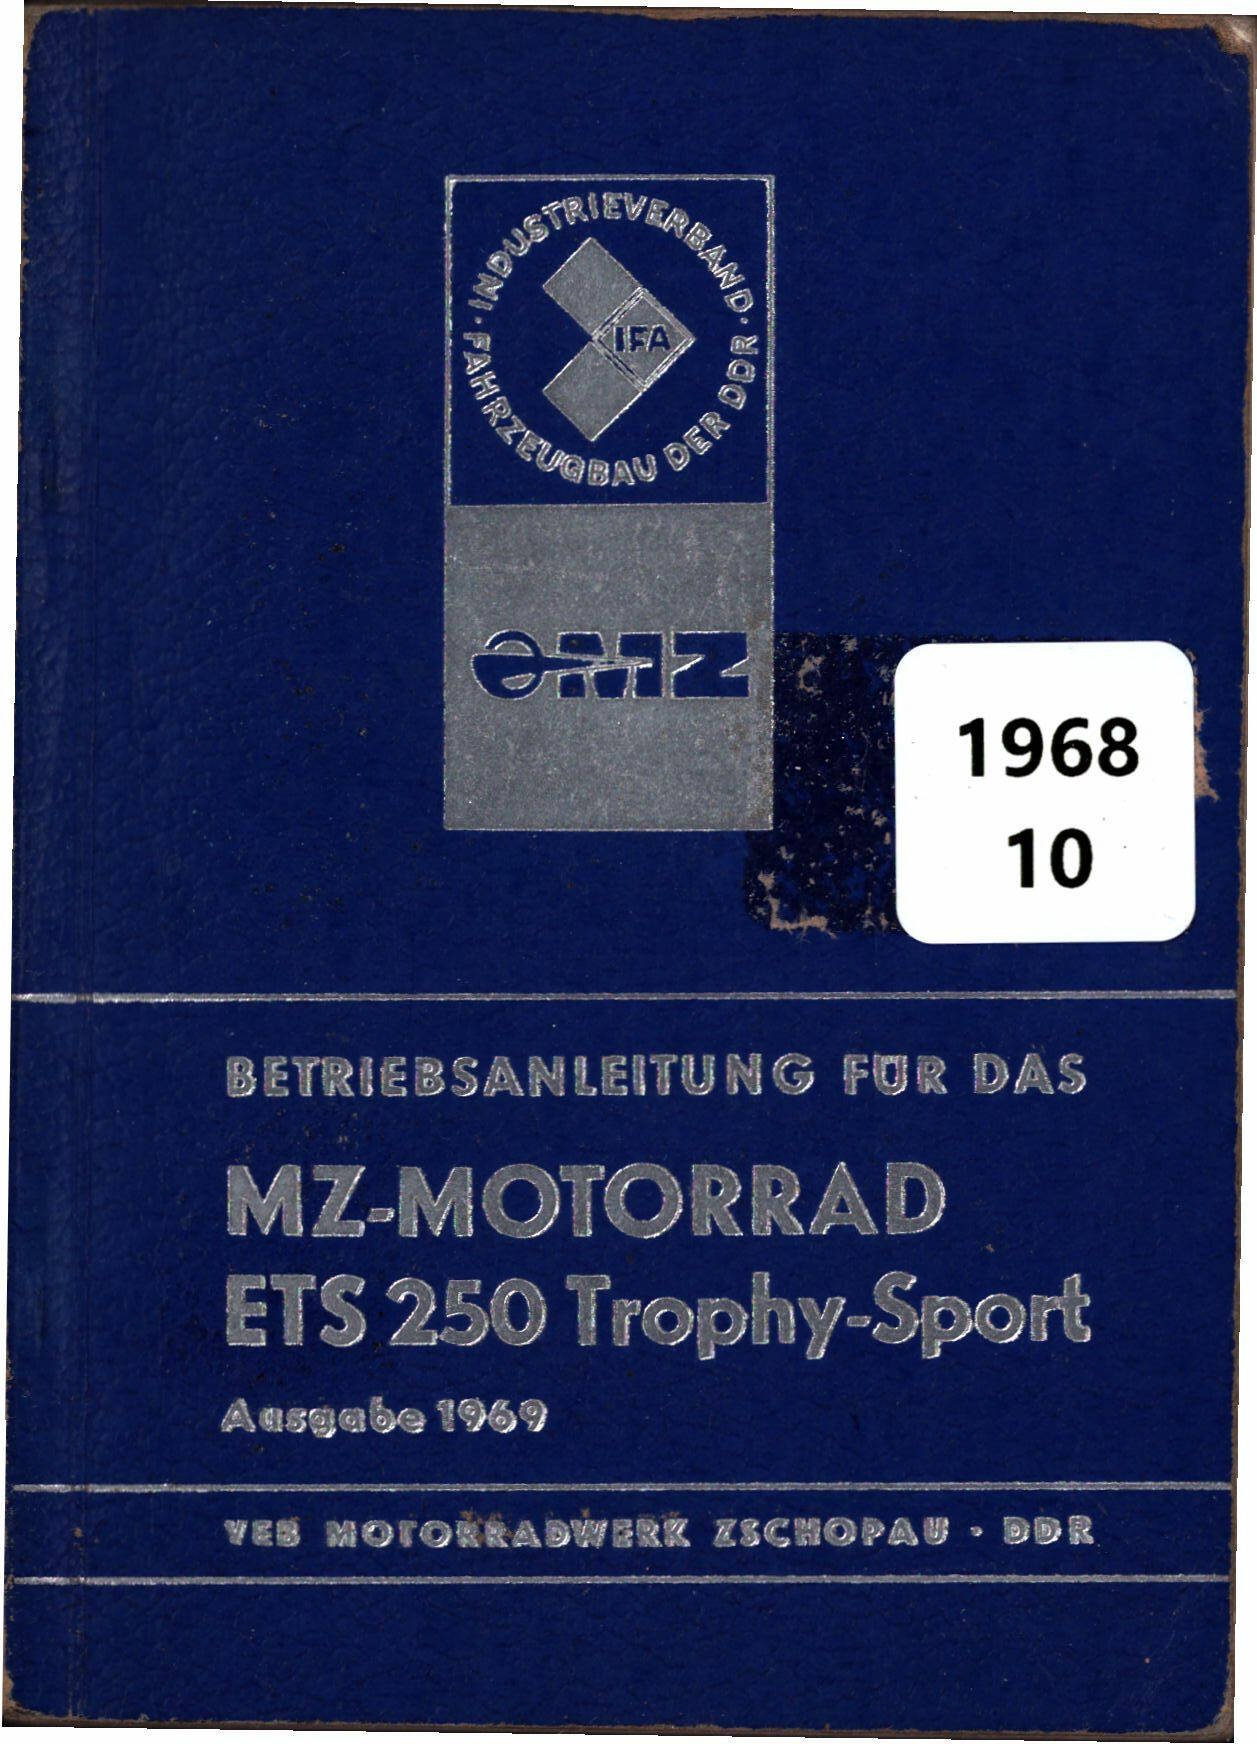 · INDUSTRIEVERBAND · FAHRZEUGBAU DER DDR
IFA
MZ
1968
10
BETRIEBSANLEITUNG FÜR DAS
MZ-MOTORRAD
ETS 250 Trophy-Sport
Ausgabe 1969
VEB MOTORRADWERK ZSCHOPAU · DDR